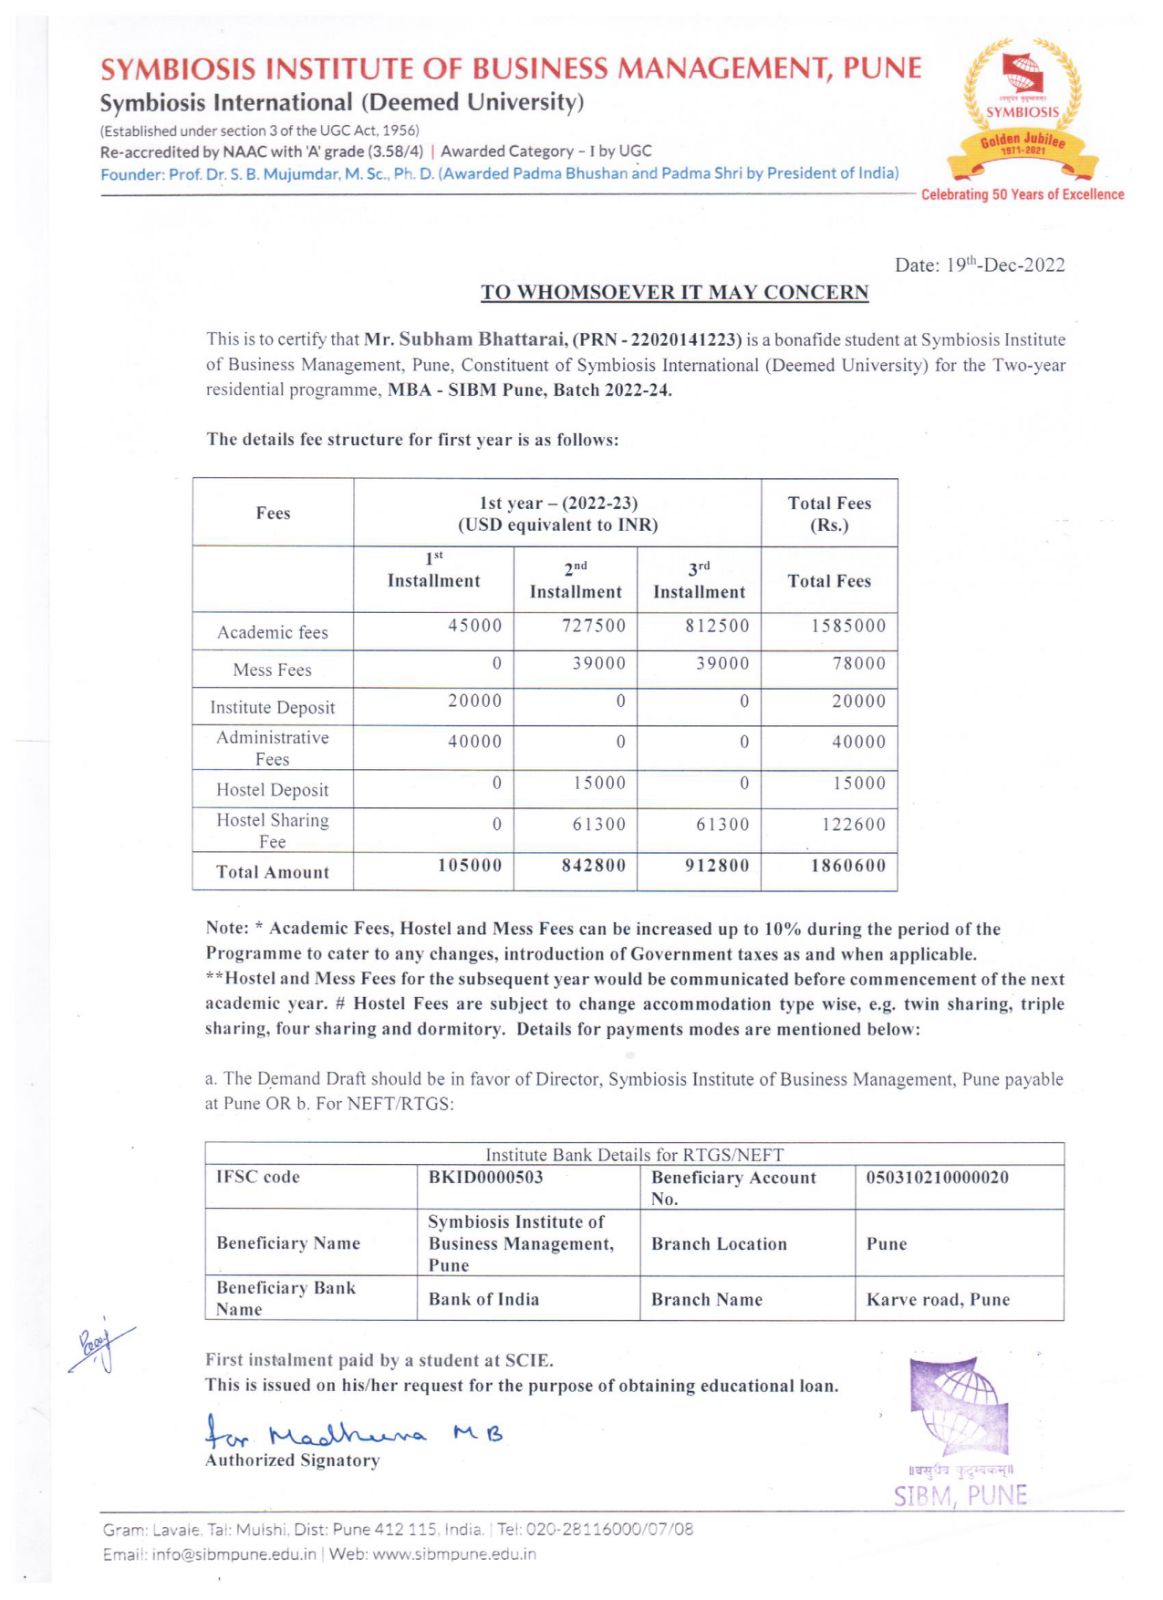 SYMBIOSIS INSTITUTE OF BUSINESS MANAGEMENT, PUNE
Symbiosis International (Deemed University)
(Established under section 3 of the UGC Act, 1956)
Re-accredited by NAAC with 'A' grade (3.58/4) | Awarded Category – I by UGC
Founder: Prof. Dr. S. B. Mujumdar, M. Sc., Ph. D. (Awarded Padma Bhushan and Padma Shri by President of India)
SYMBIOSIS
Golden Jubilee
1971-2021
Celebrating 50 Years of Excellence
Date: 19th-Dec-2022
TO WHOMSOEVER IT MAY CONCERN
This is to certify that Mr. Subham Bhattarai, (PRN - 22020141223) is a bonafide student at Symbiosis Institute
of Business Management, Pune, Constituent of Symbiosis International (Deemed University) for the Two-year
residential programme, MBA - SIBM Pune, Batch 2022-24.
The details fee structure for first year is as follows:
Fees 1st year – (2022-23) Total Fees
(USD equivalent to INR) (Rs.)
1st Installment 2nd Installment 3rd Installment Total Fees
Academic fees 45000 727500 812500 1585000
Mess Fees 0 39000 39000 78000
Institute Deposit 20000 0 0 20000
Administrative Fees 40000 0 0 40000
Hostel Deposit 0 15000 0 15000
Hostel Sharing Fee 0 61300 61300 122600
Total Amount 105000 842800 912800 1860600
Note: * Academic Fees, Hostel and Mess Fees can be increased up to 10% during the period of the
Programme to cater to any changes, introduction of Government taxes as and when applicable.
**Hostel and Mess Fees for the subsequent year would be communicated before commencement of the next
academic year. # Hostel Fees are subject to change accommodation type wise, e.g. twin sharing, triple
sharing, four sharing and dormitory. Details for payments modes are mentioned below:
a. The Demand Draft should be in favor of Director, Symbiosis Institute of Business Management, Pune payable
at Pune OR b. For NEFT/RTGS:
Institute Bank Details for RTGS/NEFT
IFSC code BKID0000503 Beneficiary Account No. 050310210000020
Beneficiary Name Symbiosis Institute of Business Management, Pune Branch Location Pune
Beneficiary Bank Name Bank of India Branch Name Karve road, Pune
First instalment paid by a student at SCIE.
This is issued on his/her request for the purpose of obtaining educational loan.
for Madhura M B
Authorized Signatory
॥वसुधैव कुटुम्बकम्॥
SIBM, PUNE
Gram: Lavale, Tal: Mulshi, Dist: Pune 412 115, India. | Tel: 020-28116000/07/08
Email: info@sibmpune.edu.in | Web: www.sibmpune.edu.in